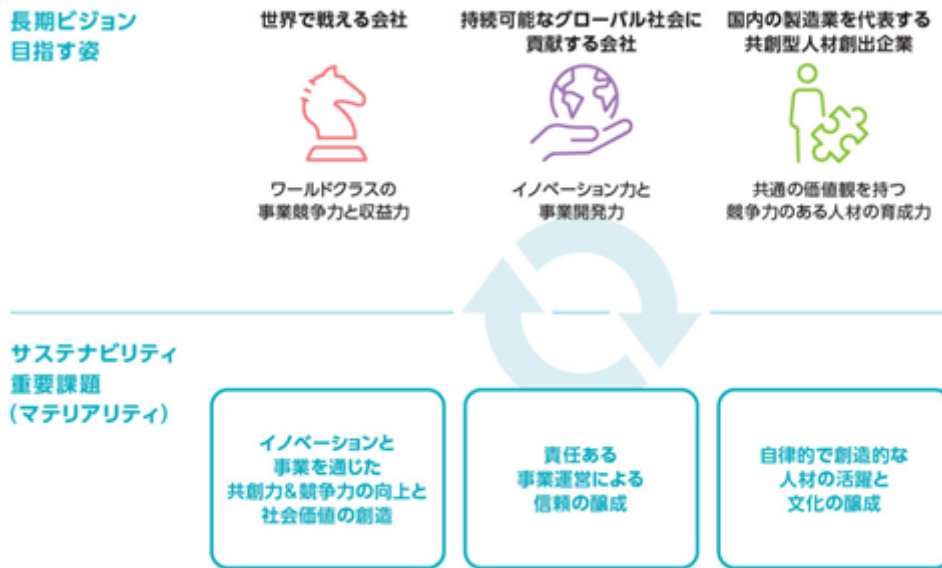 長期ビジョン
目指す姿
世界で戦える会社
持続可能なグローバル社会に
貢献する会社
国内の製造業を代表する
共創型人材創出企業
ワールドクラスの
事業競争力と収益力
イノベーション力と
事業開発力
共通の価値観を持つ
競争力のある人材の育成力
サステナビリティ
重要課題
(マテリアリティ)
イノベーションと
事業を通じた
共創力&競争力の向上と
社会価値の創造
責任ある
事業運営による
信頼の醸成
自律的で創造的な
人材の活躍と
文化の醸成